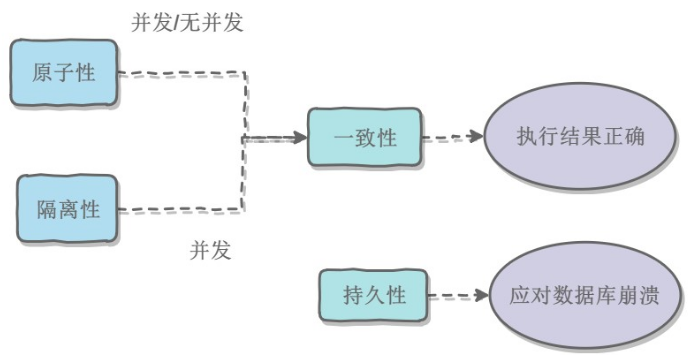 并发/无并发
原子性
一致性
执行结果正确
隔离性
并发
持久性
应对数据库崩溃